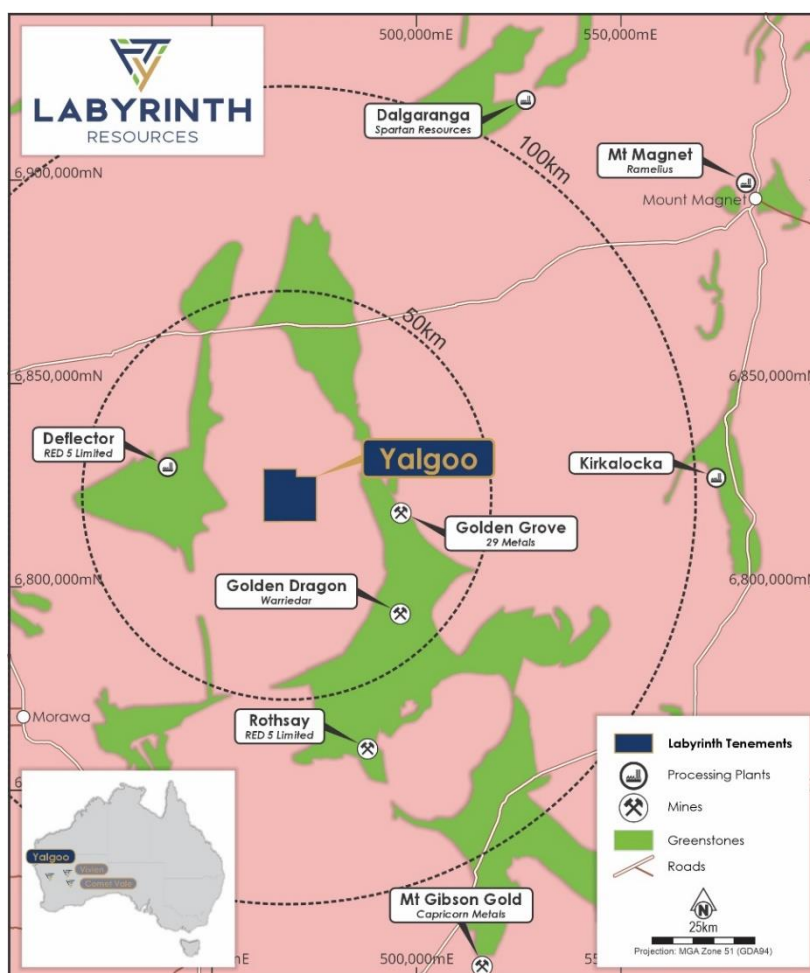 500,000mE
550,000mE
LABYRINTH
RESOURCES
Dalgaranga
Spartan Resources
100km
Mt Magnet
Ramelius
6,900,000mN
Mount Magnet
50km
6,850,000mN
6,850,000mN
Deflector
RED 5 Limited
Yalgoo
Kirkalocka
Golden Grove
29 Metals
6,800,000mN
6,800,000mN
Golden Dragon
Warriedar
Rothsay
RED 5 Limited
Morawa
Labyrinth Tenements
Processing Plants
Mines
Greenstones
Roads
Yalgoo
Vivien
Comet Vale
Mt Gibson Gold
Capricorn Metals
N
25km
Projection: MGA Zone 51 (GDA94)
500,000mE